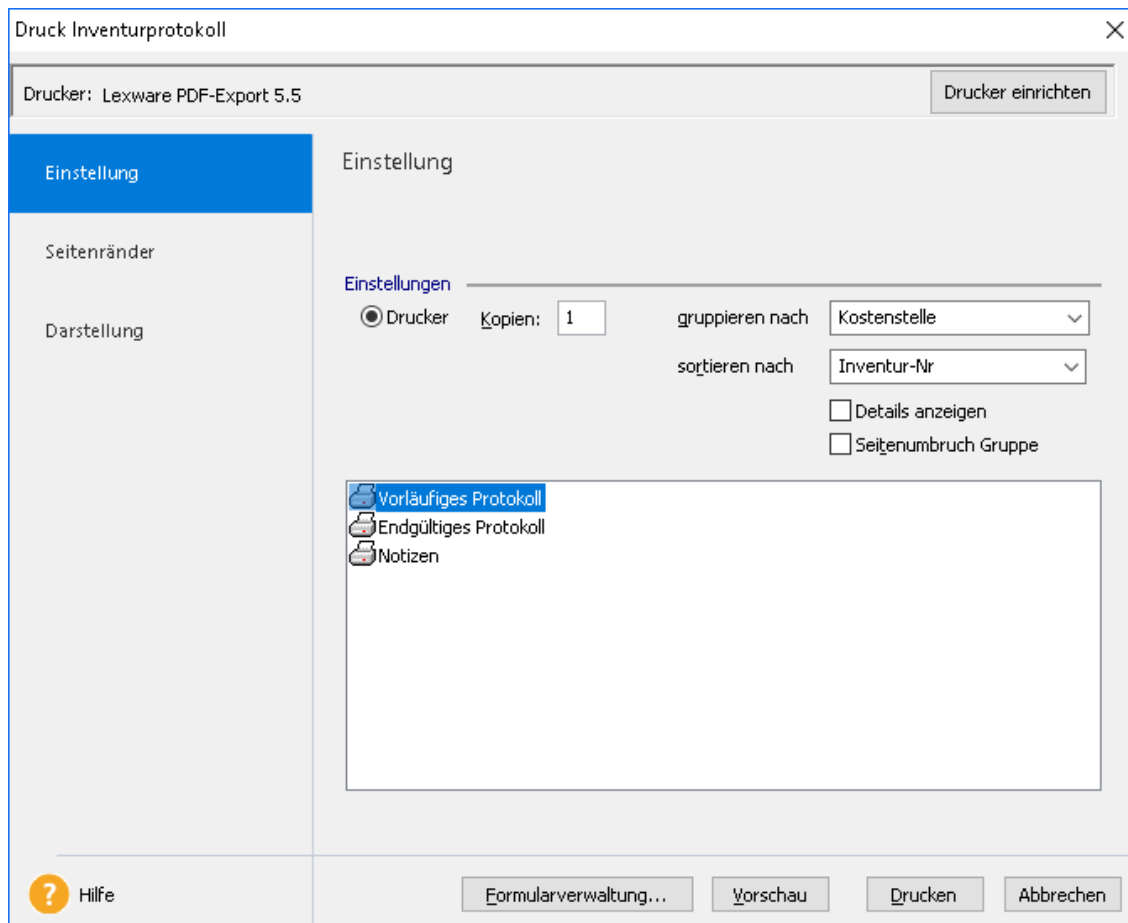 Druck Inventurprotokoll
Drucker: Lexware PDF-Export 5.5 Drucker einrichten
Einstellung
Seitenränder
Darstellung
Einstellung
Einstellungen
Drucker Kopien: 1 gruppieren nach Kostenstelle
sortieren nach Inventur-Nr
Details anzeigen
Seitenumbruch Gruppe
Vorläufiges Protokoll
Endgültiges Protokoll
Notizen
? Hilfe Formularverwaltung... Vorschau Drucken Abbrechen